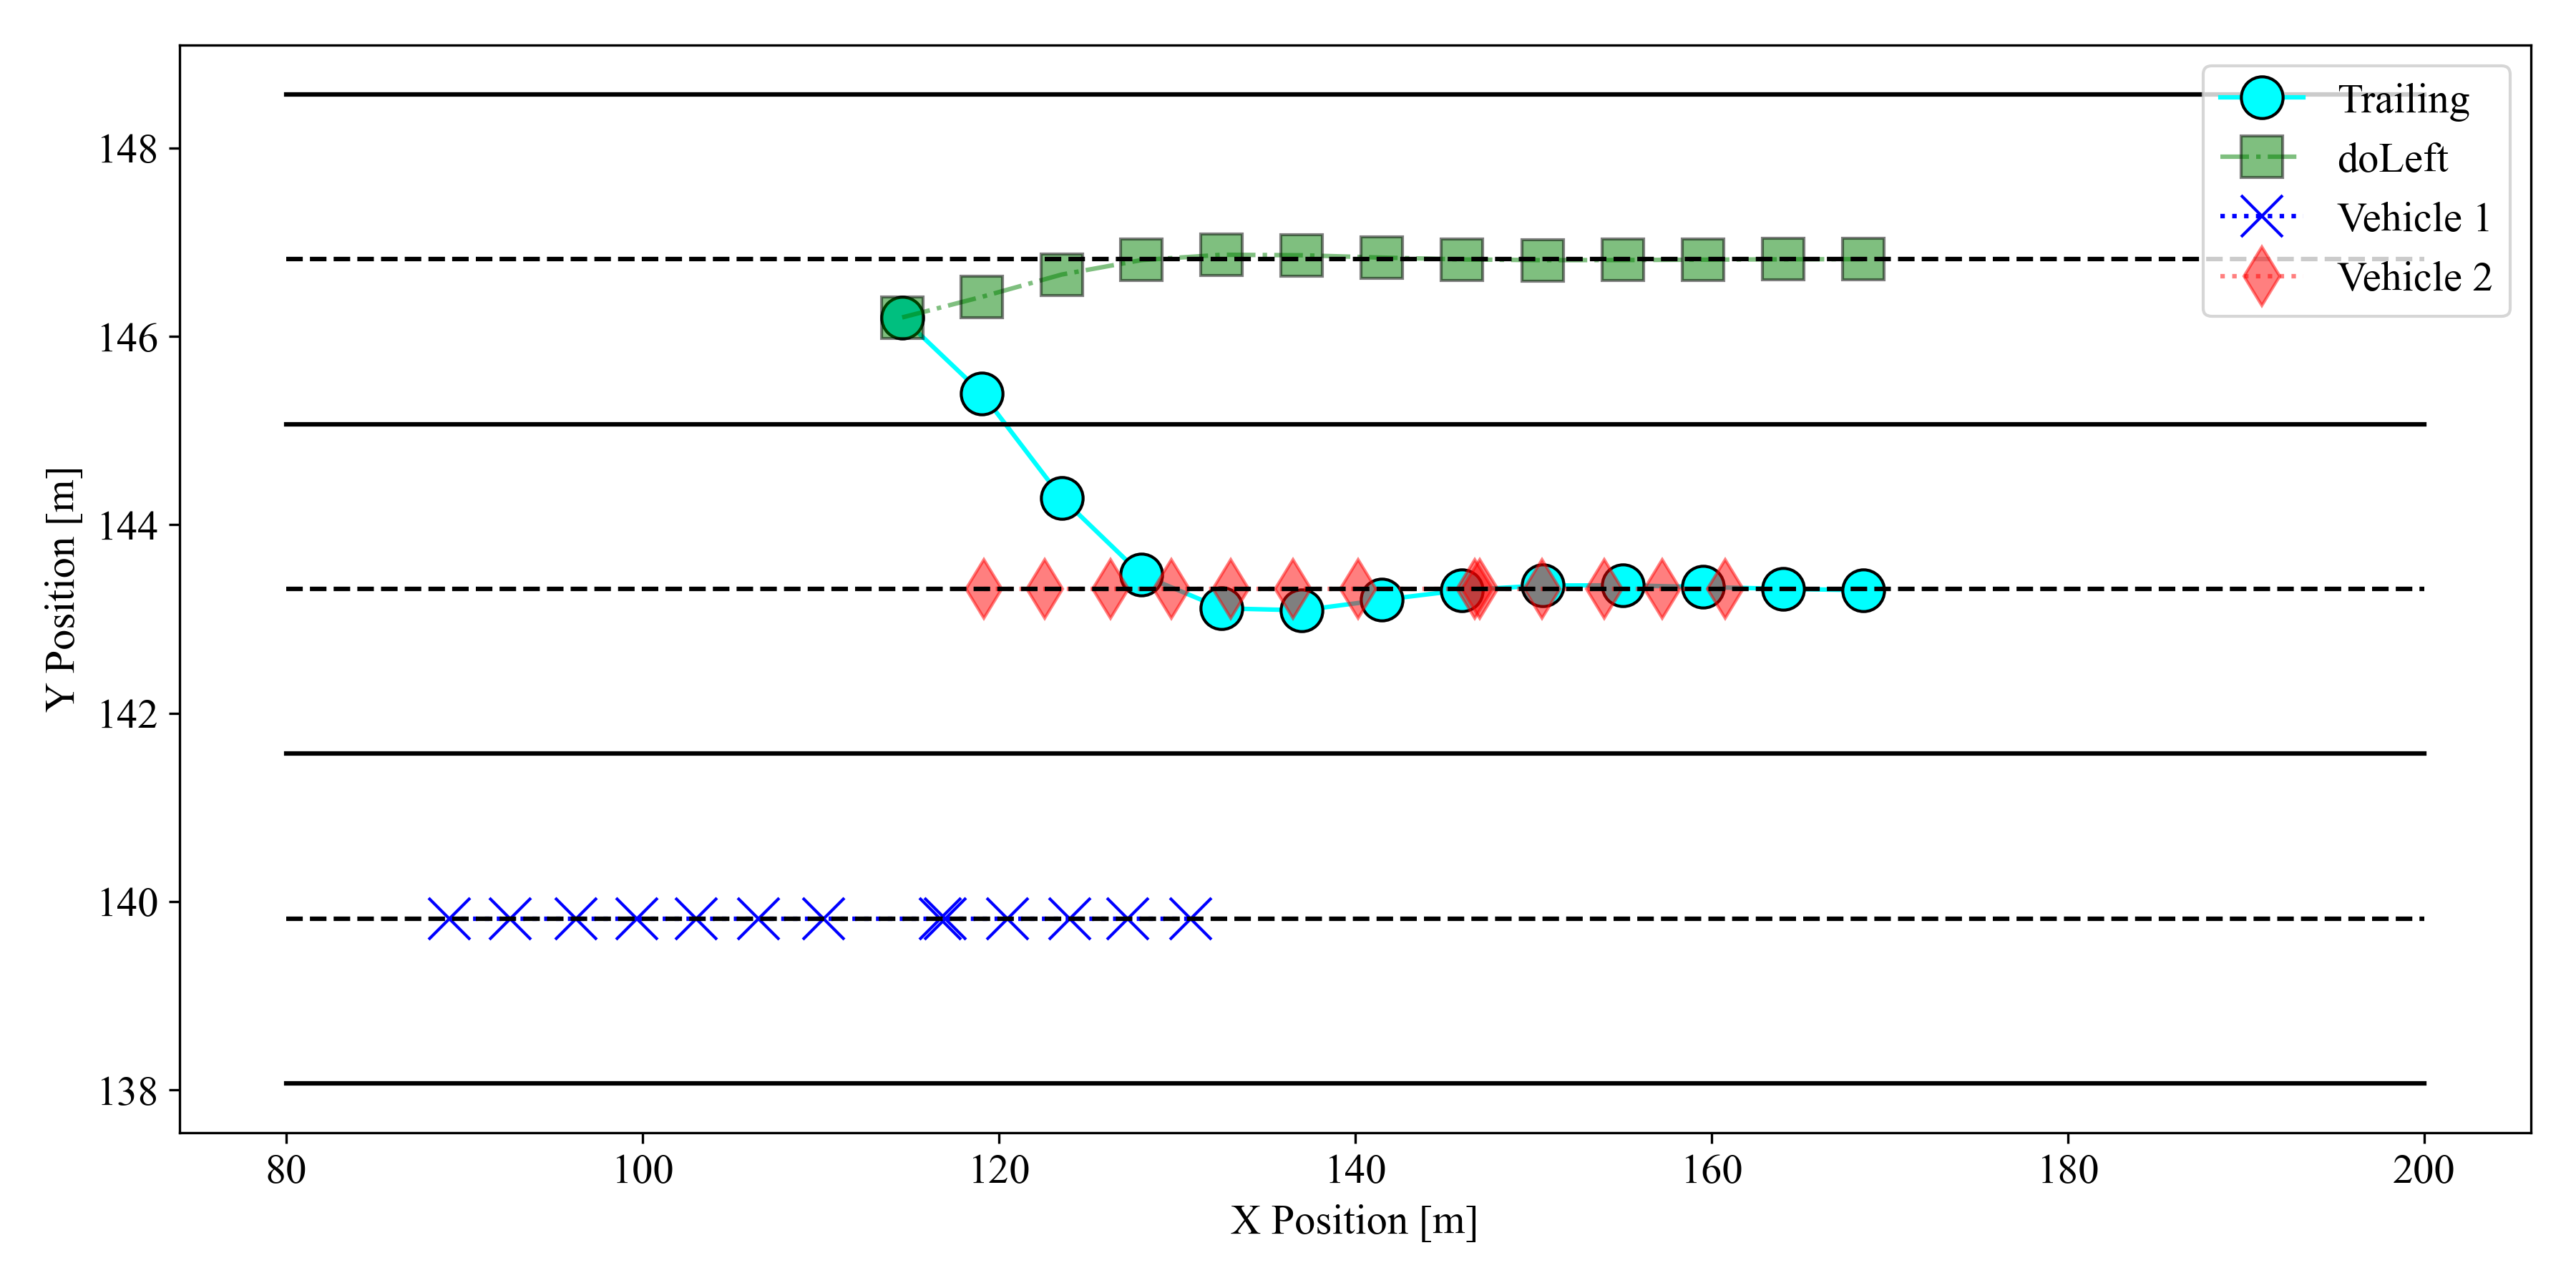 Trailing
doLeft
Vehicle 1
Vehicle 2
148
146
144
142
140
138
Y Position [m]
80 100 120 140 160 180 200
X Position [m]